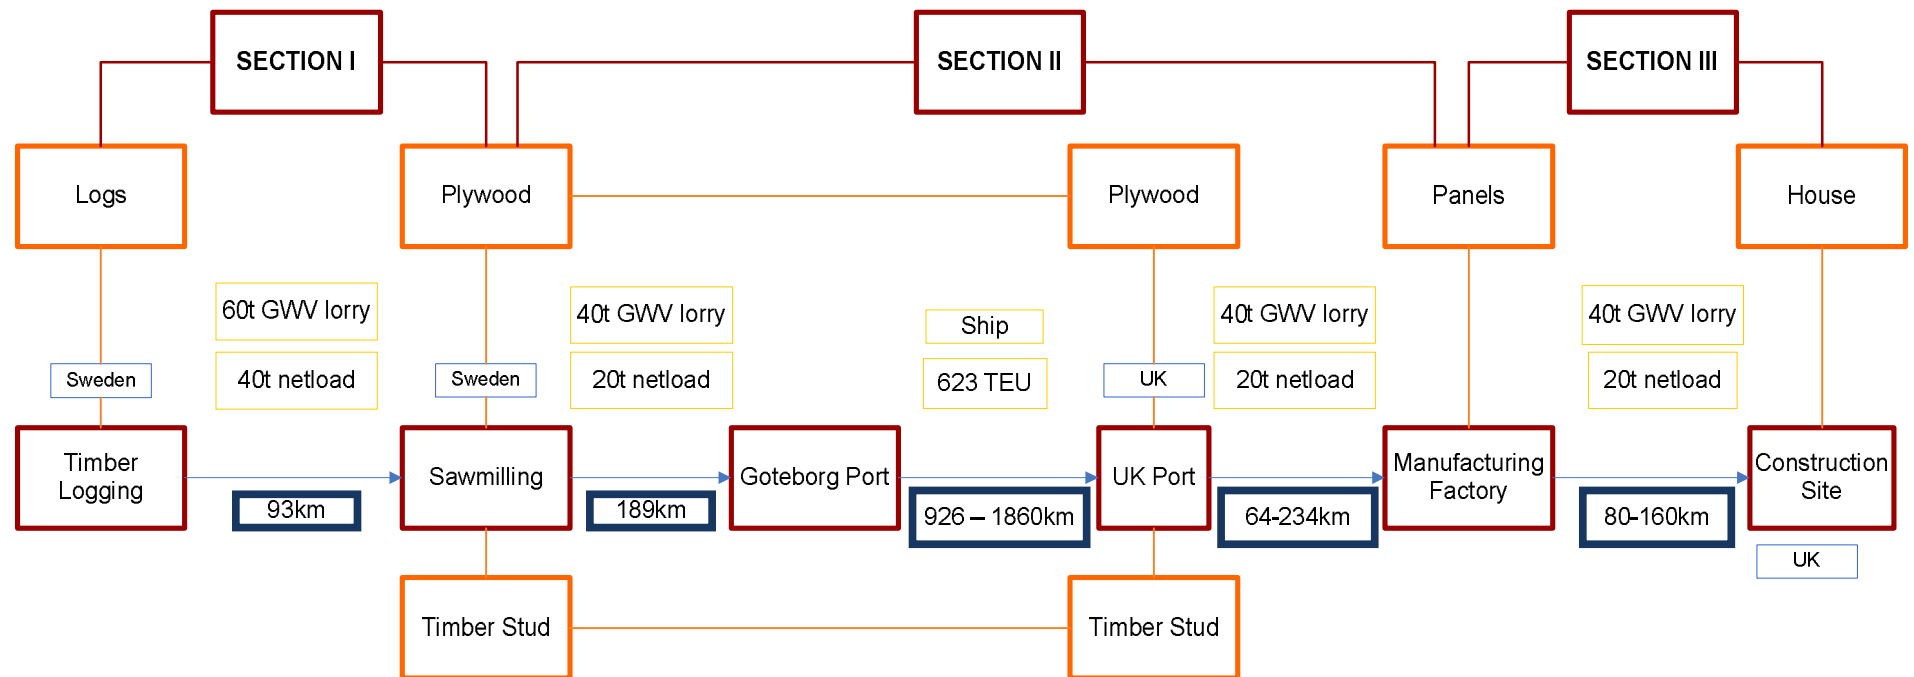 SECTION I
SECTION II
SECTION III
Logs
Plywood
Plywood
Panels
House
60t GWV lorry
40t GWV lorry
Ship
40t GWV lorry
40t GWV lorry
Sweden
40t netload
Sweden
20t netload
623 TEU
UK
20t netload
20t netload
Timber
Logging
Sawmilling
Goteborg Port
UK Port
Manufacturing
Factory
Construction
Site
93km
189km
926 – 1860km
64-234km
80-160km
UK
Timber Stud
Timber Stud